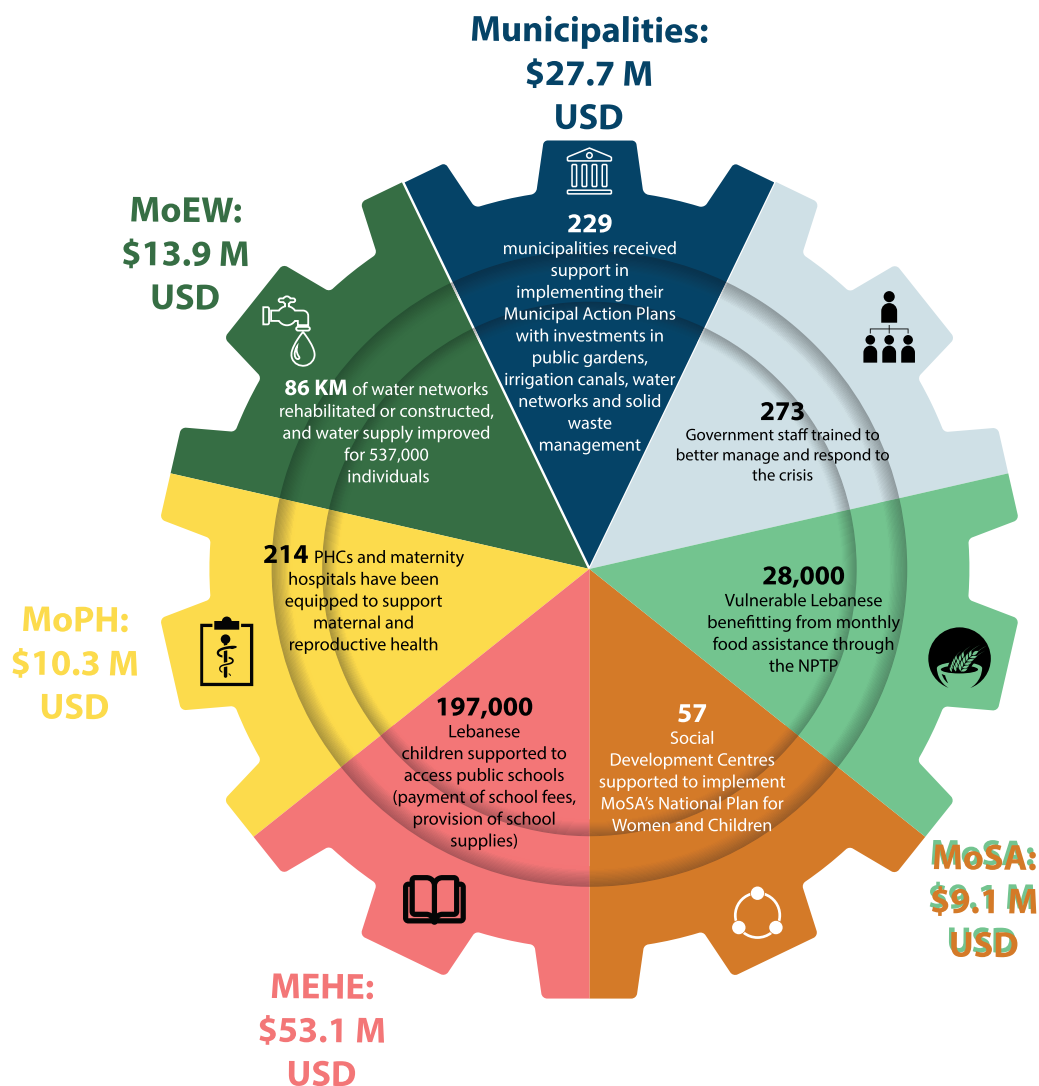 Municipalities:
$27.7 M
USD
229
municipalities received
support in
implementing their
Municipal Action Plans
with investments in
public gardens,
irrigation canals, water
networks and solid
waste
management
273
Government staff trained to
better manage and respond to
the crisis
28,000
Vulnerable Lebanese
benefitting from monthly
food assistance through
the NPTP
MoSA:
$9.1 M
USD
57
Social
Development Centres
supported to implement
MoSA's National Plan for
Women and Children
MEHE:
$53.1 M
USD
197,000
Lebanese
children supported to
access public schools
(payment of school fees,
provision of school
supplies)
MoPH:
$10.3 M
USD
214 PHCs and maternity
hospitals have been
equipped to support
maternal and
reproductive health
MoEW:
$13.9 M
USD
86 KM of water networks
rehabilitated or constructed,
and water supply improved
for 537,000
individuals